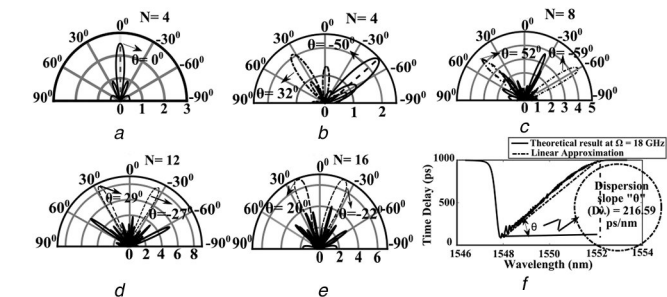 N= 4
0⁰
30⁰
-30⁰
60⁰
-60⁰
90⁰
-90⁰
θ= 0⁰
0 1 2 3
a
N= 4
0⁰
30⁰
-30⁰
60⁰
-60⁰
90⁰
-90⁰
θ= -50⁰
θ= 32⁰
0 1 2
b
N= 8
0⁰
30⁰
-30⁰
60⁰
-60⁰
90⁰
-90⁰
θ= 52⁰
θ= -59⁰
0 1 2 3 4 5
c
N= 12
0⁰
30⁰
-30⁰
60⁰
-60⁰
90⁰
-90⁰
θ= 29⁰
θ=-27⁰
0 2 4 6 8
d
N= 16
0⁰
30⁰
-30⁰
60⁰
-60⁰
90⁰
-90⁰
θ= 20⁰
θ=-22⁰
0 2 4 6 8
e
Theoretical result at Ω = 18 GHz
Linear Approximation
1000
500
0
Time Delay (ps)
θ
Dispersion
slope "θ"
(Dλ) = 216.59
ps/nm
1546 1548 1550 1552 1554
Wavelength (nm)
f